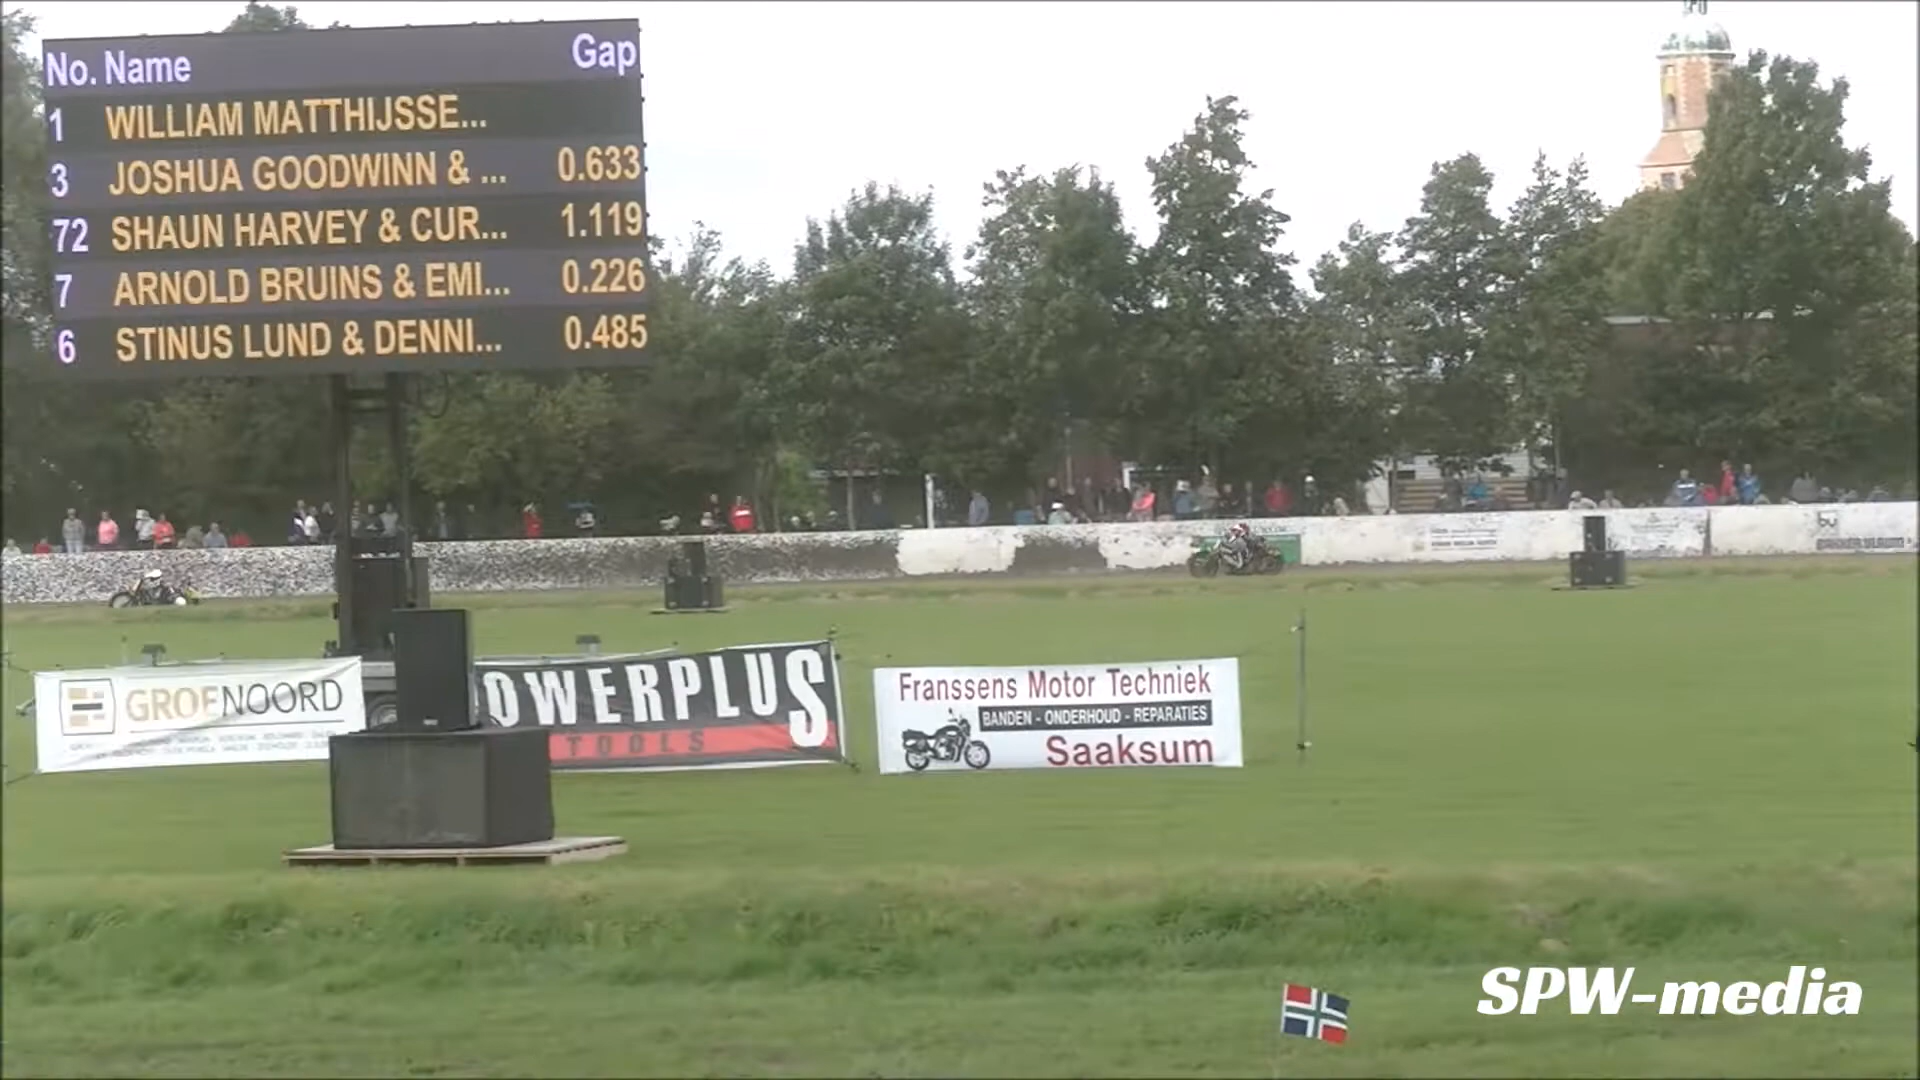 No. Name Gap
1 WILLIAM MATTHIJSSE...
3 JOSHUA GOODWINN & ... 0.633
72 SHAUN HARVEY & CUR... 1.119
7 ARNOLD BRUINS & EMI... 0.226
6 STINUS LUND & DENNI... 0.485
GROENOORD
OWERPLUS
TOOLS
Franssens Motor Techniek
BANDEN - ONDERHOUD - REPARATIES
Saaksum
SPW-media